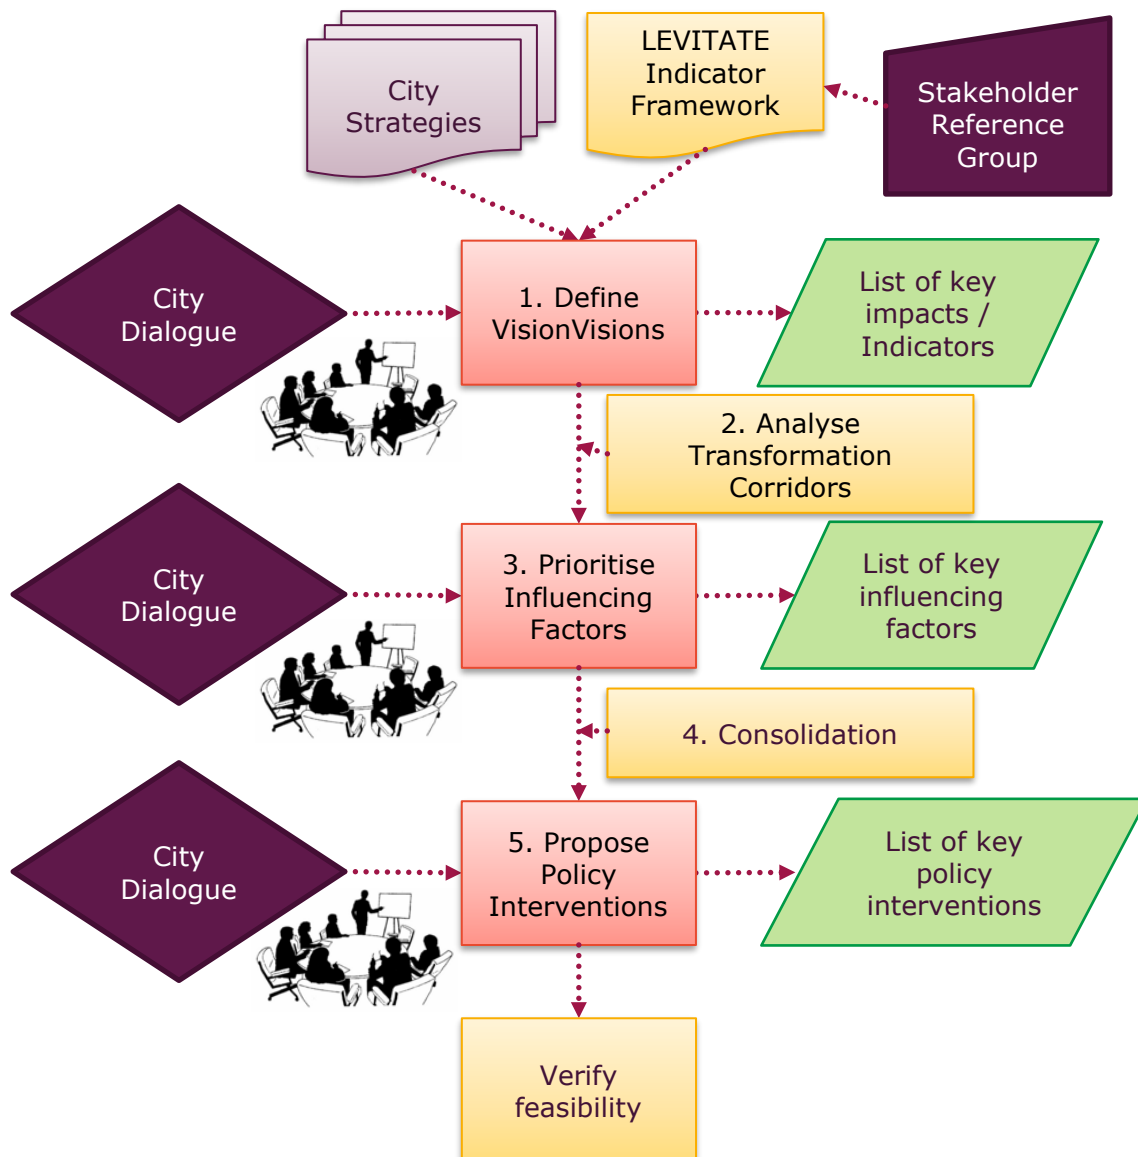 City
Strategies
LEVITATE
Indicator
Framework
Stakeholder
Reference
Group
City
Dialogue
1. Define
VisionVisions
List of key
impacts /
Indicators
2. Analyse
Transformation
Corridors
City
Dialogue
3. Prioritise
Influencing
Factors
List of key
influencing
factors
4. Consolidation
City
Dialogue
5. Propose
Policy
Interventions
List of key
policy
interventions
Verify
feasibility